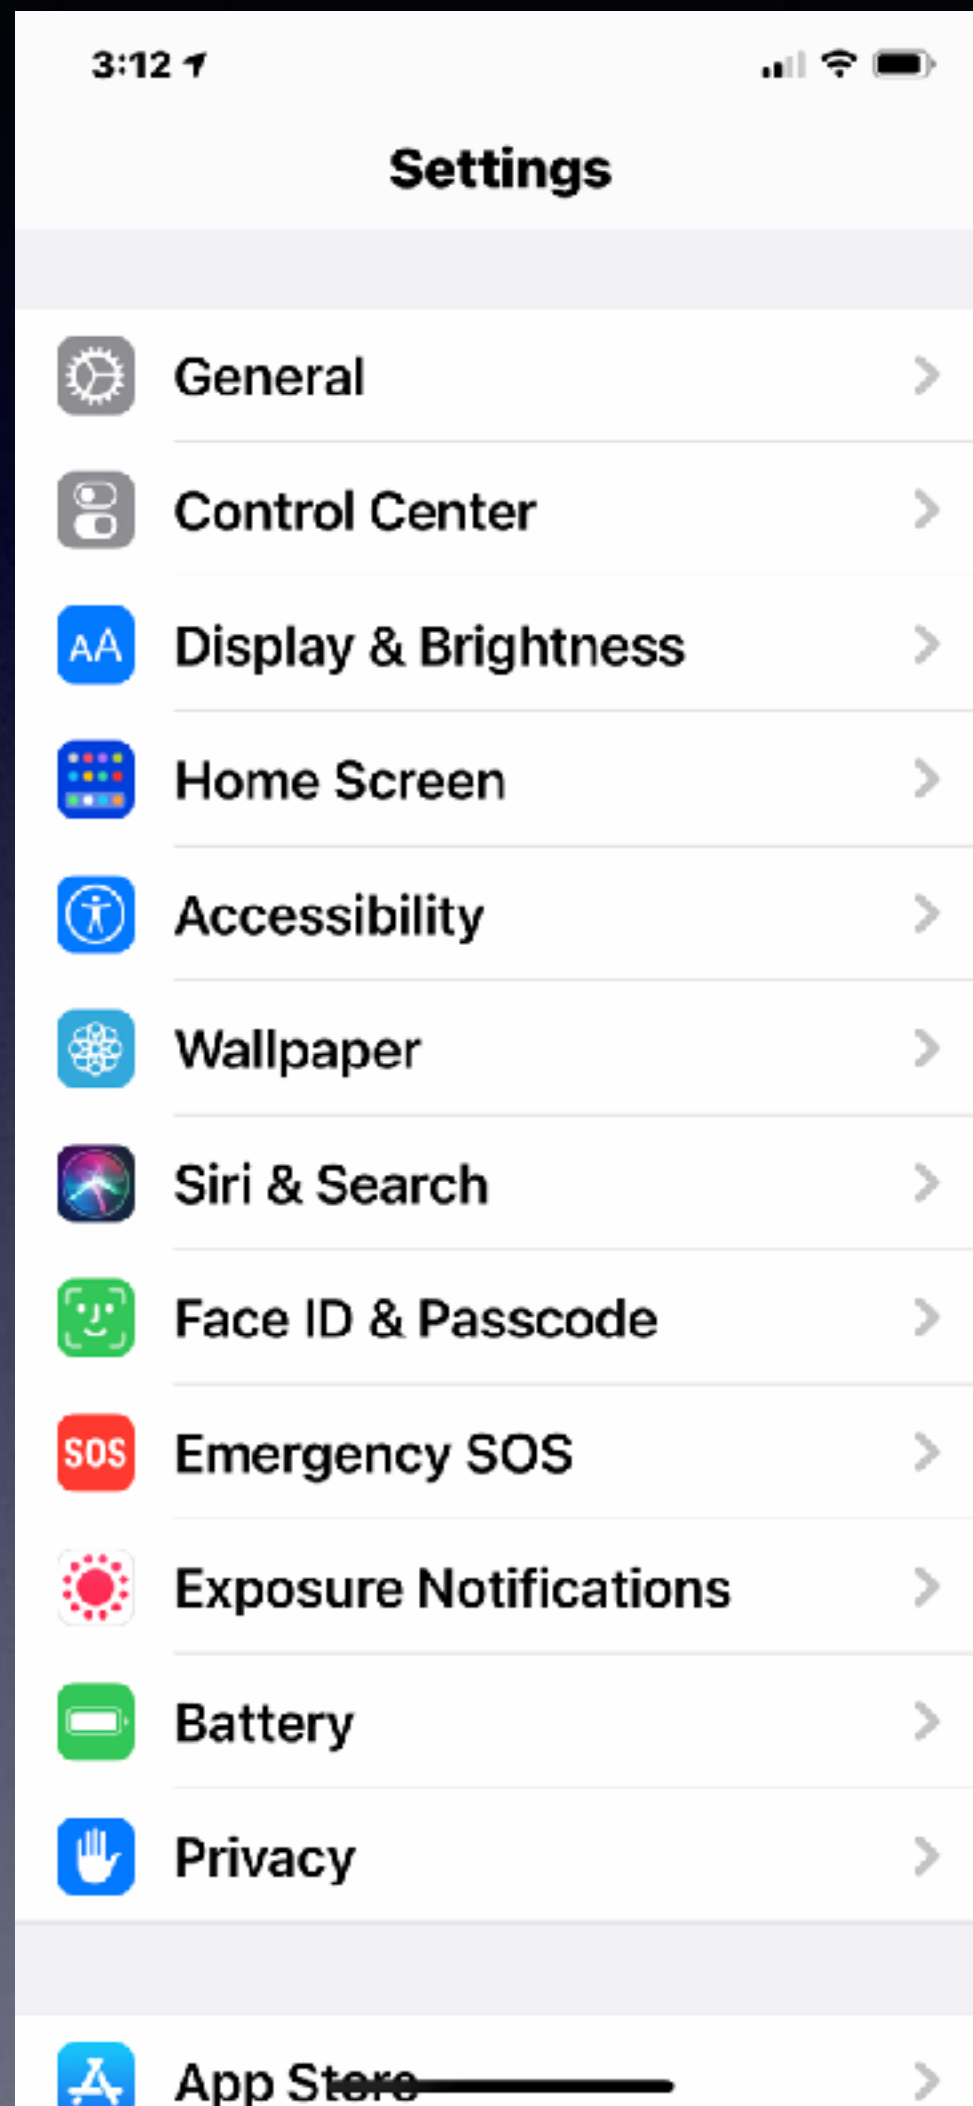 3:12
Settings
General
Control Center
AA Display & Brightness
Home Screen
Accessibility
Wallpaper
Siri & Search
Face ID & Passcode
SOS Emergency SOS
Exposure Notifications
Battery
Privacy
App Store